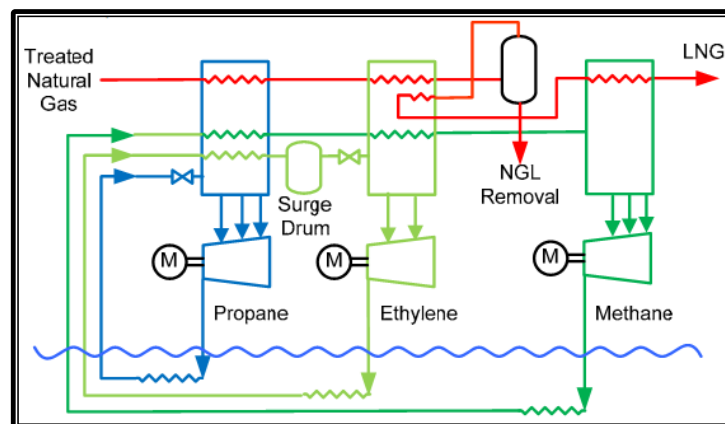 Treated
Natural
Gas
LNG
NGL
Removal
Surge
Drum
M
M
M
Propane
Ethylene
Methane